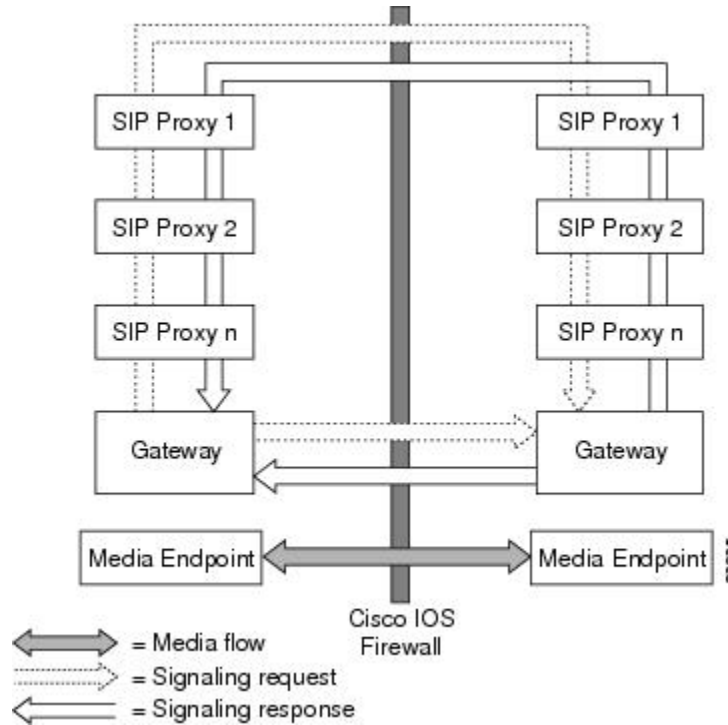 SIP Proxy 1
SIP Proxy 1
SIP Proxy 2
SIP Proxy 2
SIP Proxy n
SIP Proxy n
Gateway
Gateway
Media Endpoint
Media Endpoint
Cisco IOS
Firewall
= Media flow
= Signaling request
= Signaling response